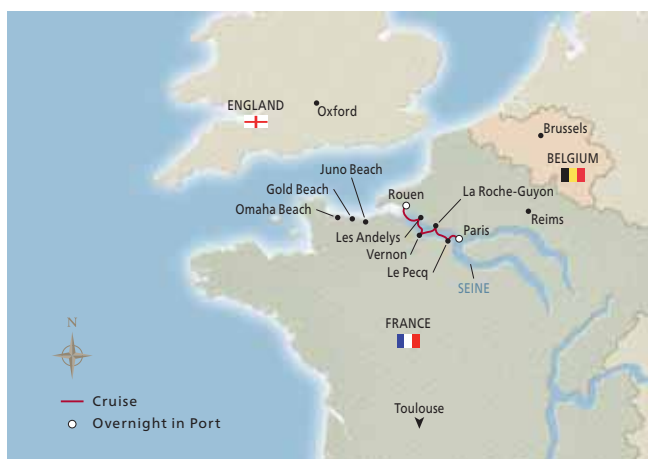 ENGLAND
Oxford
Brussels
BELGIUM
Juno Beach
Gold Beach
Omaha Beach
Rouen
La Roche-Guyon
Reims
Les Andelys
Paris
Vernon
Le Pecq
SEINE
N
FRANCE
Cruise
Overnight in Port
Toulouse